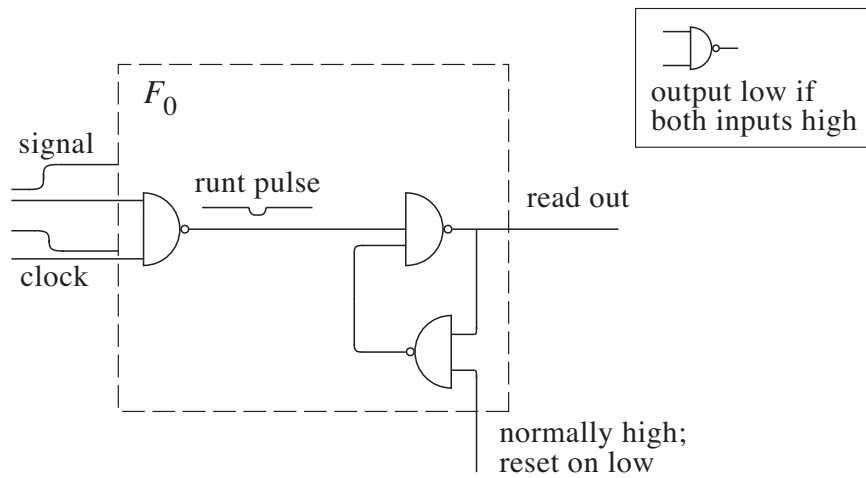 F0
signal
runt pulse
read out
clock
normally high;
reset on low
output low if
both inputs high